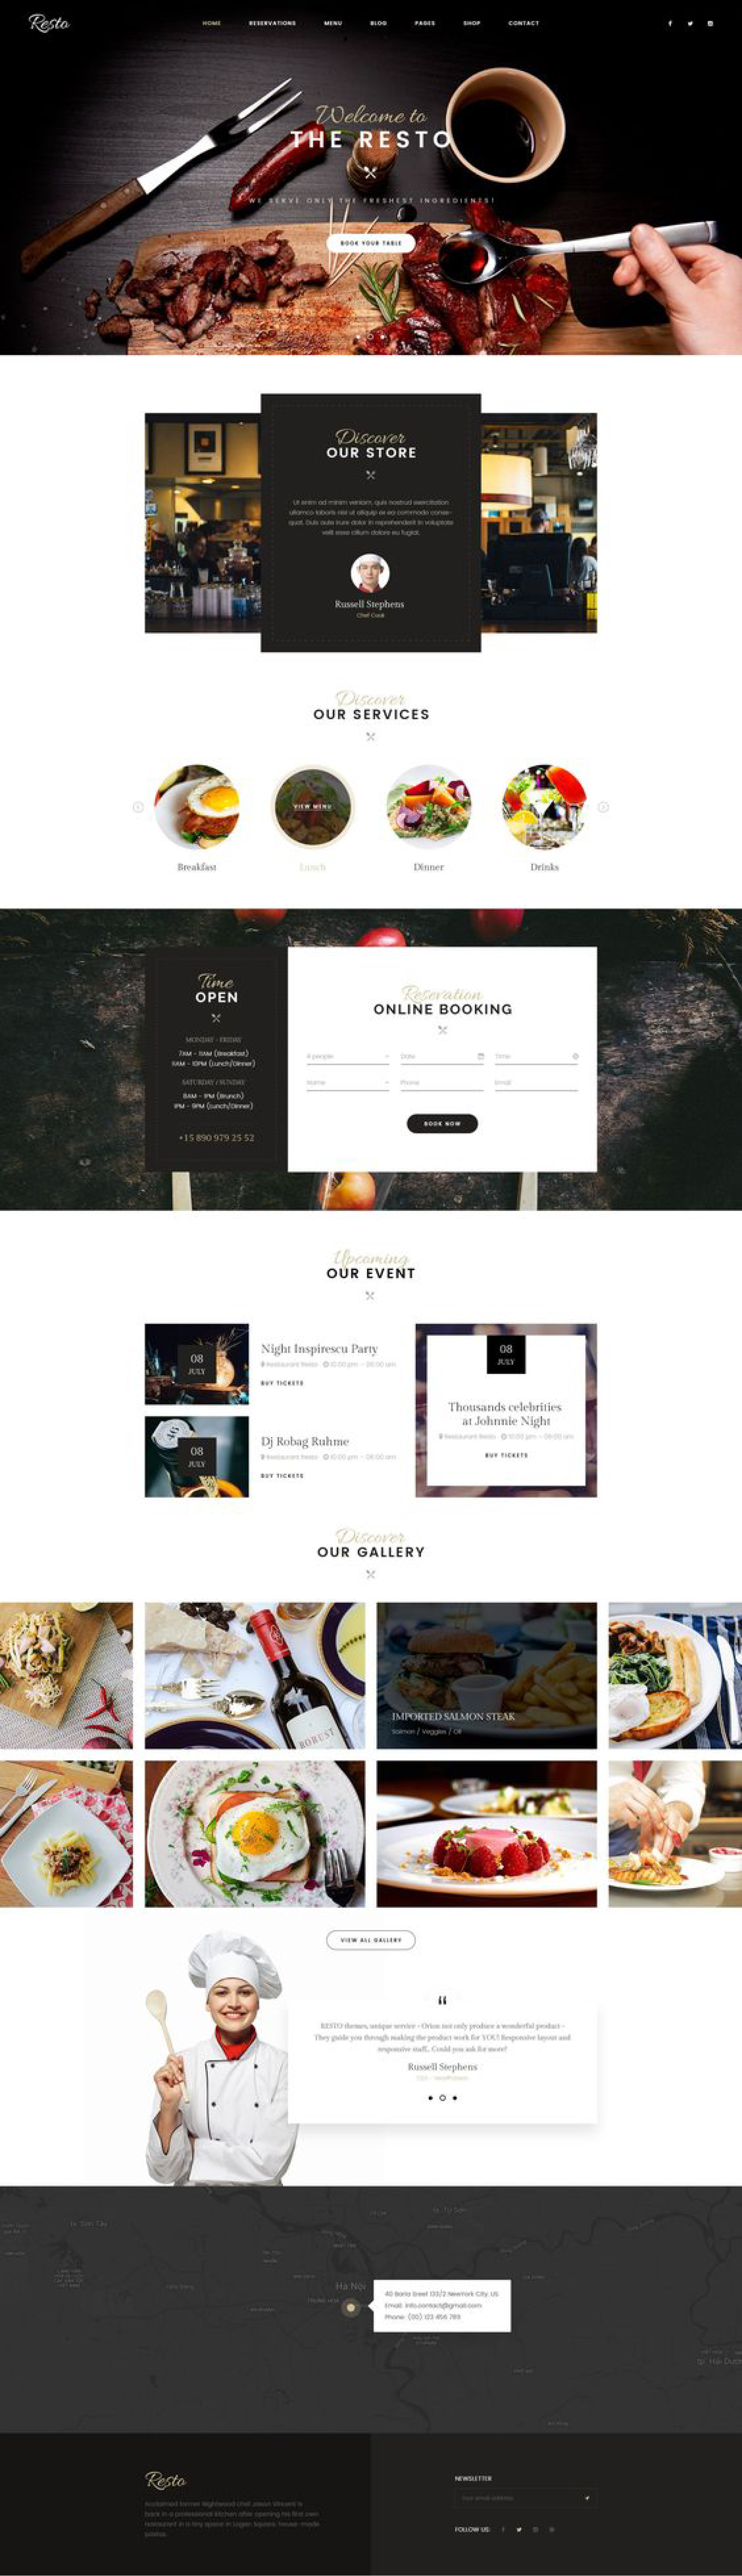 Resto
HOME
RESERVATIONS
MENU
BLOG
PAGES
SHOP
CONTACT
Welcome to
THE RESTO
WE SERVE ONLY THE FRESHEST INGREDIENTS!
BOOK YOUR TABLE
Discover
OUR STORE
Ut enim ad minim veniam, quis nostrud exercitation
ullamco laboris nisi ut aliquip ex ea commodo conse-
quat. Duis aute irure dolor in reprehenderit in voluptate
velit esse cillum dolore eu fugiat.
Russell Stephens
Chef Cook
Discover
OUR SERVICES
VIEW MENU
Breakfast
Lunch
Dinner
Drinks
Time
OPEN
MONDAY - FRIDAY
7AM - 11AM (Breakfast)
11AM - 10PM (Lunch/Dinner)
SATURDAY / SUNDAY
8AM - 1PM (Brunch)
1PM - 9PM (Lunch/Dinner)
+15 890 979 25 52
Reservation
ONLINE BOOKING
people
Date
Time
Name
Phone
Email
BOOK NOW
Upcoming
OUR EVENT
08
JULY
Night Inspirescu Party
Restaurant Resto 10:00 pm - 08:00 am
BUY TICKETS
08
JULY
Dj Robag Ruhme
Restaurant Resto 10:00 pm - 08:00 am
BUY TICKETS
08
JULY
Thousands celebrities
at Johnnie Night
Restaurant Resto 10:00 pm - 08:00 am
BUY TICKETS
Discover
OUR GALLERY
ROBUST
IMPORTED SALMON STEAK
Salmon / Veggies / Oil
VIEW ALL GALLERY
“
RESTO themes, unique service - Orion not only produce a wonderful product -
They guide you through making the product work for YOU! Responsive layout and
responsive staff.. Could you ask for more?
Russell Stephens
Hà Nội
40 Baria Sreet 133/2 NewYork City, US
Email: info.contact@gmail.com
Phone: (00) 123 456 789
Resto
Acclaimed former Nightwood chef Jason Vincent is
back in a professional kitchen after opening his first own
restaurant in a tiny space in Logan Square. house-made
pastas.
NEWSLETTER
Your email address
FOLLOW US: